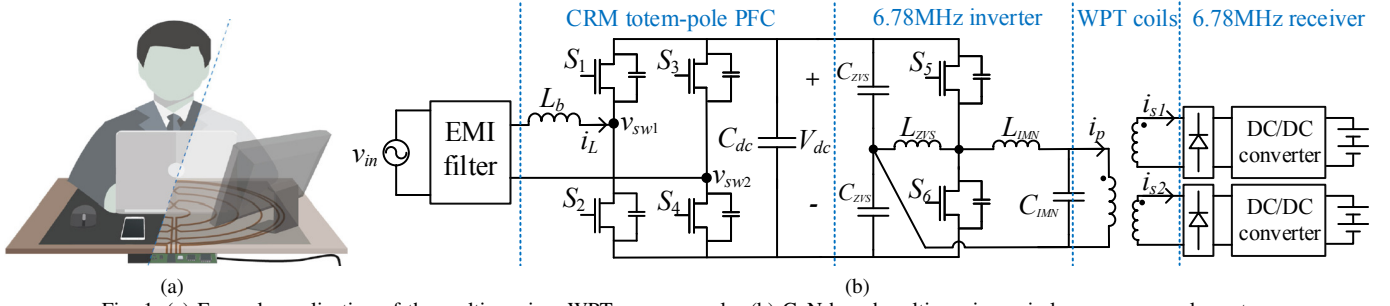 CRM totem-pole PFC
6.78MHz inverter
WPT coils
6.78MHz receiver
S1
S3
S5
CZVS
+
Lb
EMI
filter
vin
iL
vsw1
Cdc
Vdc
LZVS
LIMN
ip
is1
DC/DC
converter
vsw2
S2
S4
-
CZVS
S6
CIMN
is2
DC/DC
converter
(a)
(b)